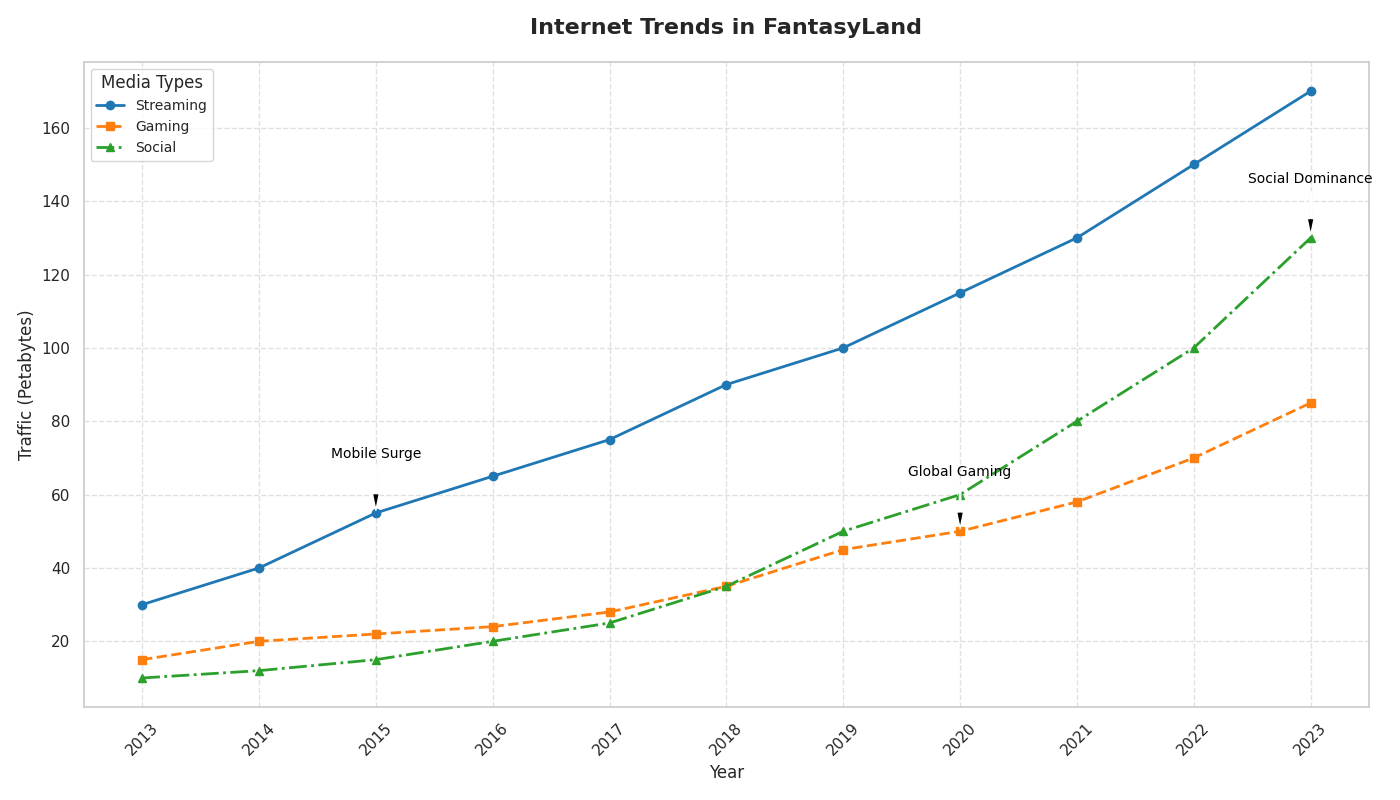 Internet Trends in FantasyLand
Media Types
Streaming
Gaming
Social
Traffic (Petabytes)
160
140
120
100
80
60
40
20
Social Dominance
Mobile Surge
Global Gaming
2013
2014
2015
2016
2017
2018
2019
2020
2021
2022
2023
Year